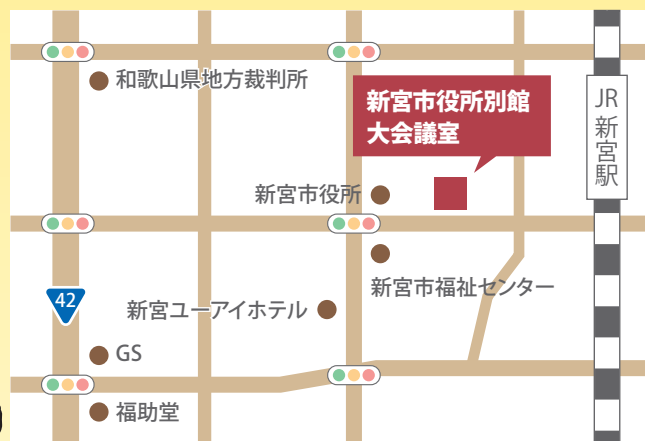 和歌山県地方裁判所
新宮市役所別館
大会議室
JR
新宮駅
新宮市役所
新宮市福祉センター
42
新宮ユーアイホテル
GS
福助堂